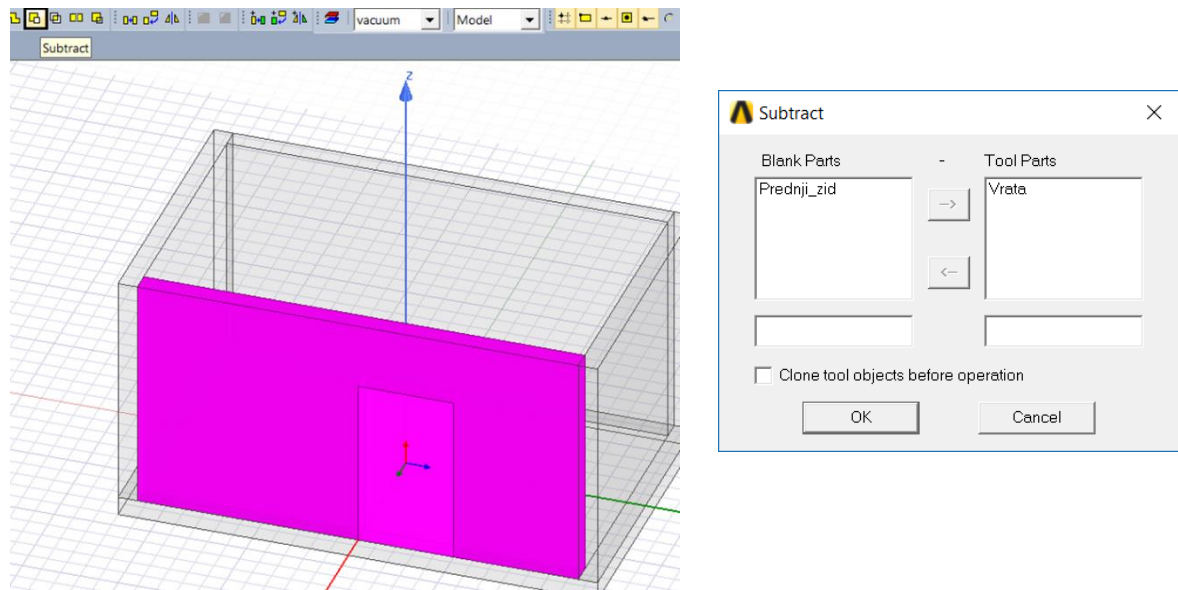 vacuum
Model
Subtract
z
Subtract
Blank Parts - Tool Parts
Prednji_zid
Vrata
-->
<--
Clone tool objects before operation
OK
Cancel